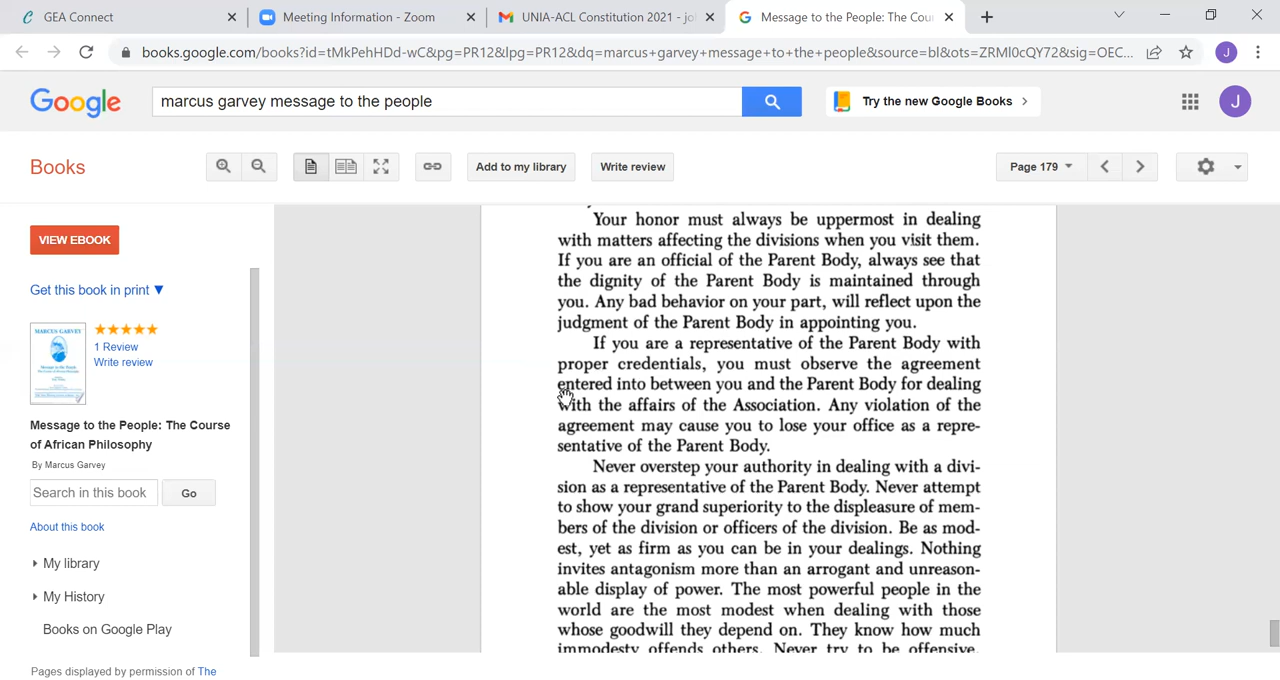 GEA Connect
Meeting Information - Zoom
UNIA-ACL Constitution 2021 - jo
Message to the People: The Cou
books.google.com/books?id=tMkPehHDd-wC&pg=PR12&lpg=PR12&dq=marcus+garvey+message+to+the+people&source=bl&ots=ZRMl0cQY72&sig=OEC...
J
Google
marcus garvey message to the people
Try the new Google Books
J
Books
Add to my library
Write review
Page 179
VIEW EBOOK
Get this book in print ▼
MARCUS GARVEY
1 Review
Write review
Message to the People: The Course
of African Philosophy
By Marcus Garvey
Search in this book
Go
About this book
My library
My History
Books on Google Play
Pages displayed by permission of The
Your honor must always be uppermost in dealing
with matters affecting the divisions when you visit them.
If you are an official of the Parent Body, always see that
the dignity of the Parent Body is maintained through
you. Any bad behavior on your part, will reflect upon the
judgment of the Parent Body in appointing you.
If you are a representative of the Parent Body with
proper credentials, you must observe the agreement
entered into between you and the Parent Body for dealing
with the affairs of the Association. Any violation of the
agreement may cause you to lose your office as a repre-
sentative of the Parent Body.
Never overstep your authority in dealing with a divi-
sion as a representative of the Parent Body. Never attempt
to show your grand superiority to the displeasure of mem-
bers of the division or officers of the division. Be as mod-
est, yet as firm as you can be in your dealings. Nothing
invites antagonism more than an arrogant and unreason-
able display of power. The most powerful people in the
world are the most modest when dealing with those
whose goodwill they depend on. They know how much
immodesty offends others. Never try to be offensive.